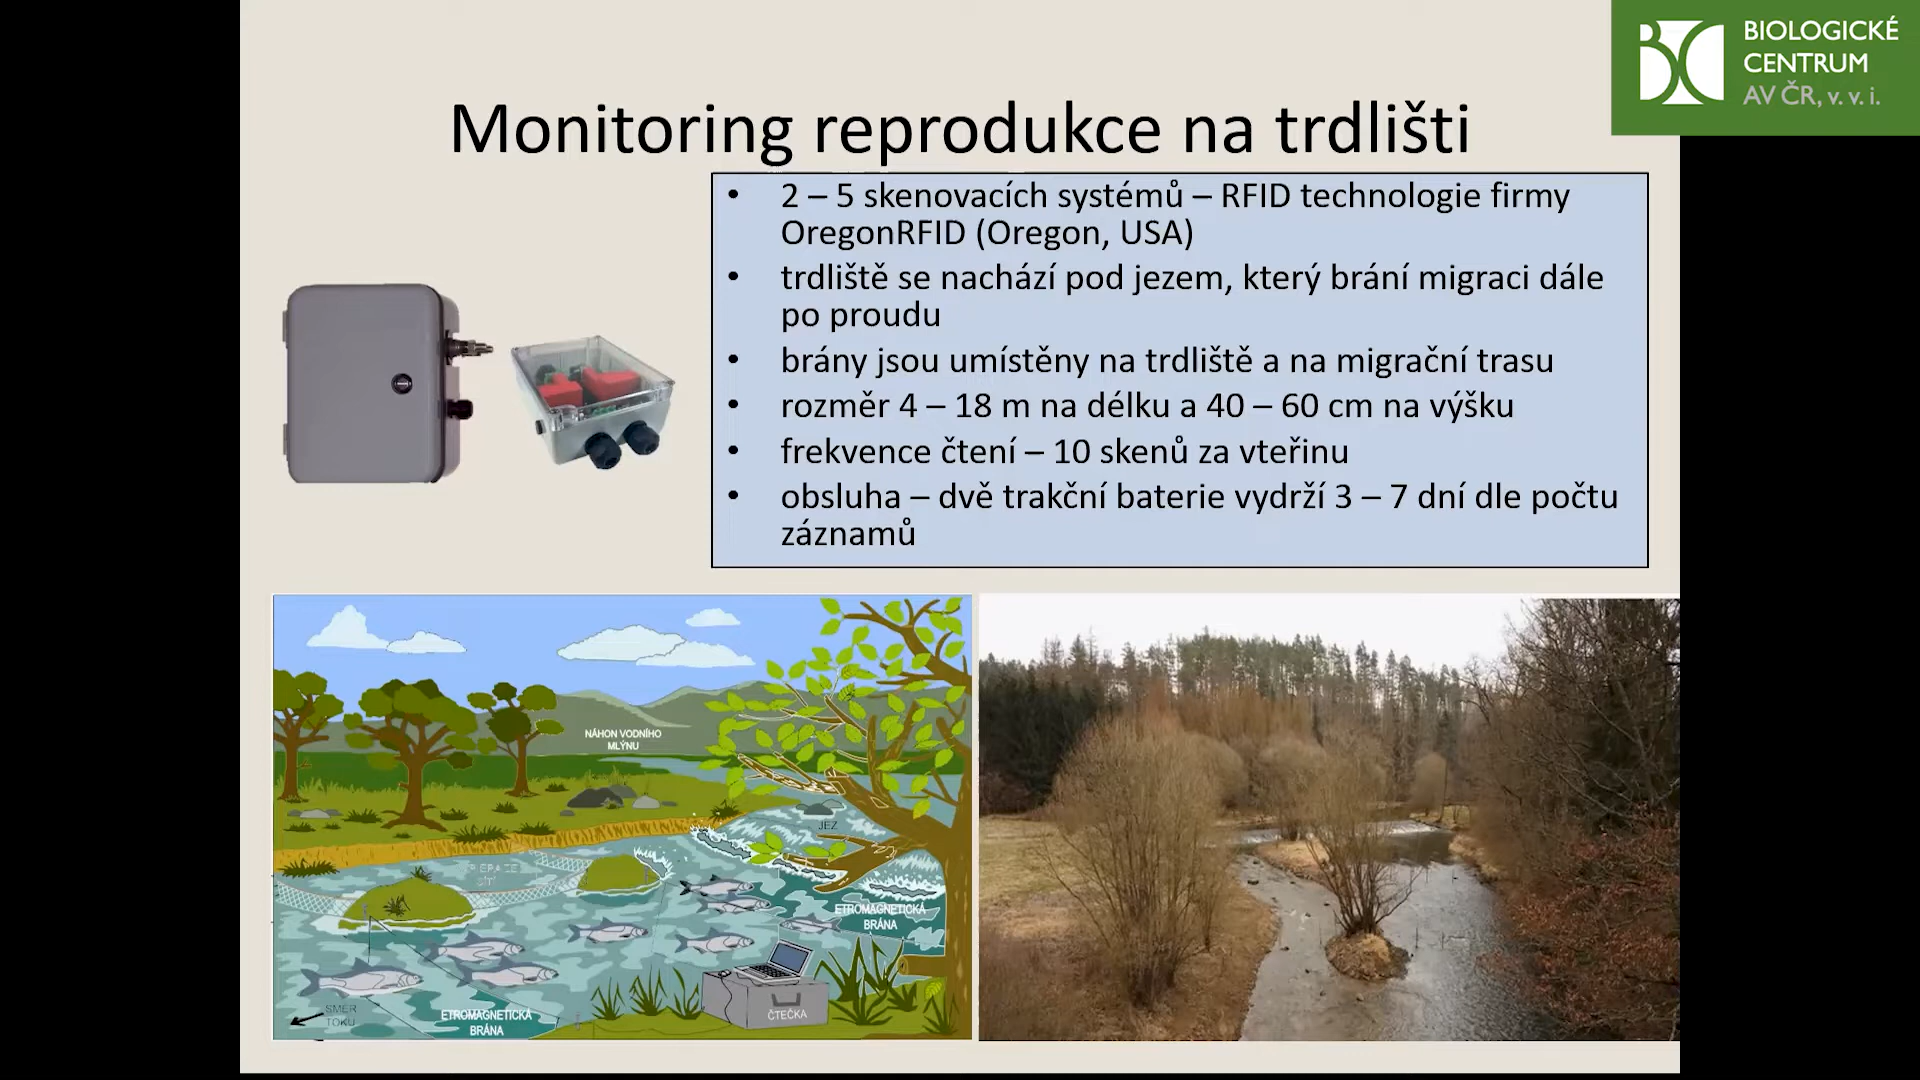 BIOLOGICKÉ
CENTRUM
AV ČR, v. v. i.
Monitoring reprodukce na trdlišti
• 2 – 5 skenovacích systémů – RFID technologie firmy
OregonRFID (Oregon, USA)
• trdliště se nachází pod jezem, který brání migraci dále
po proudu
• brány jsou umístěny na trdliště a na migrační trasu
• rozměr 4 – 18 m na délku a 40 – 60 cm na výšku
• frekvence čtení – 10 skenů za vteřinu
• obsluha – dvě trakční baterie vydrží 3 – 7 dní dle počtu
záznamů
NÁHON VODNÍHO
MLÝNU
JEZ
ETROMAGNETICKÁ
BRÁNA
ČTEČKA
SMĚR
TOKU
ETROMAGNETICKÁ
BRÁNA